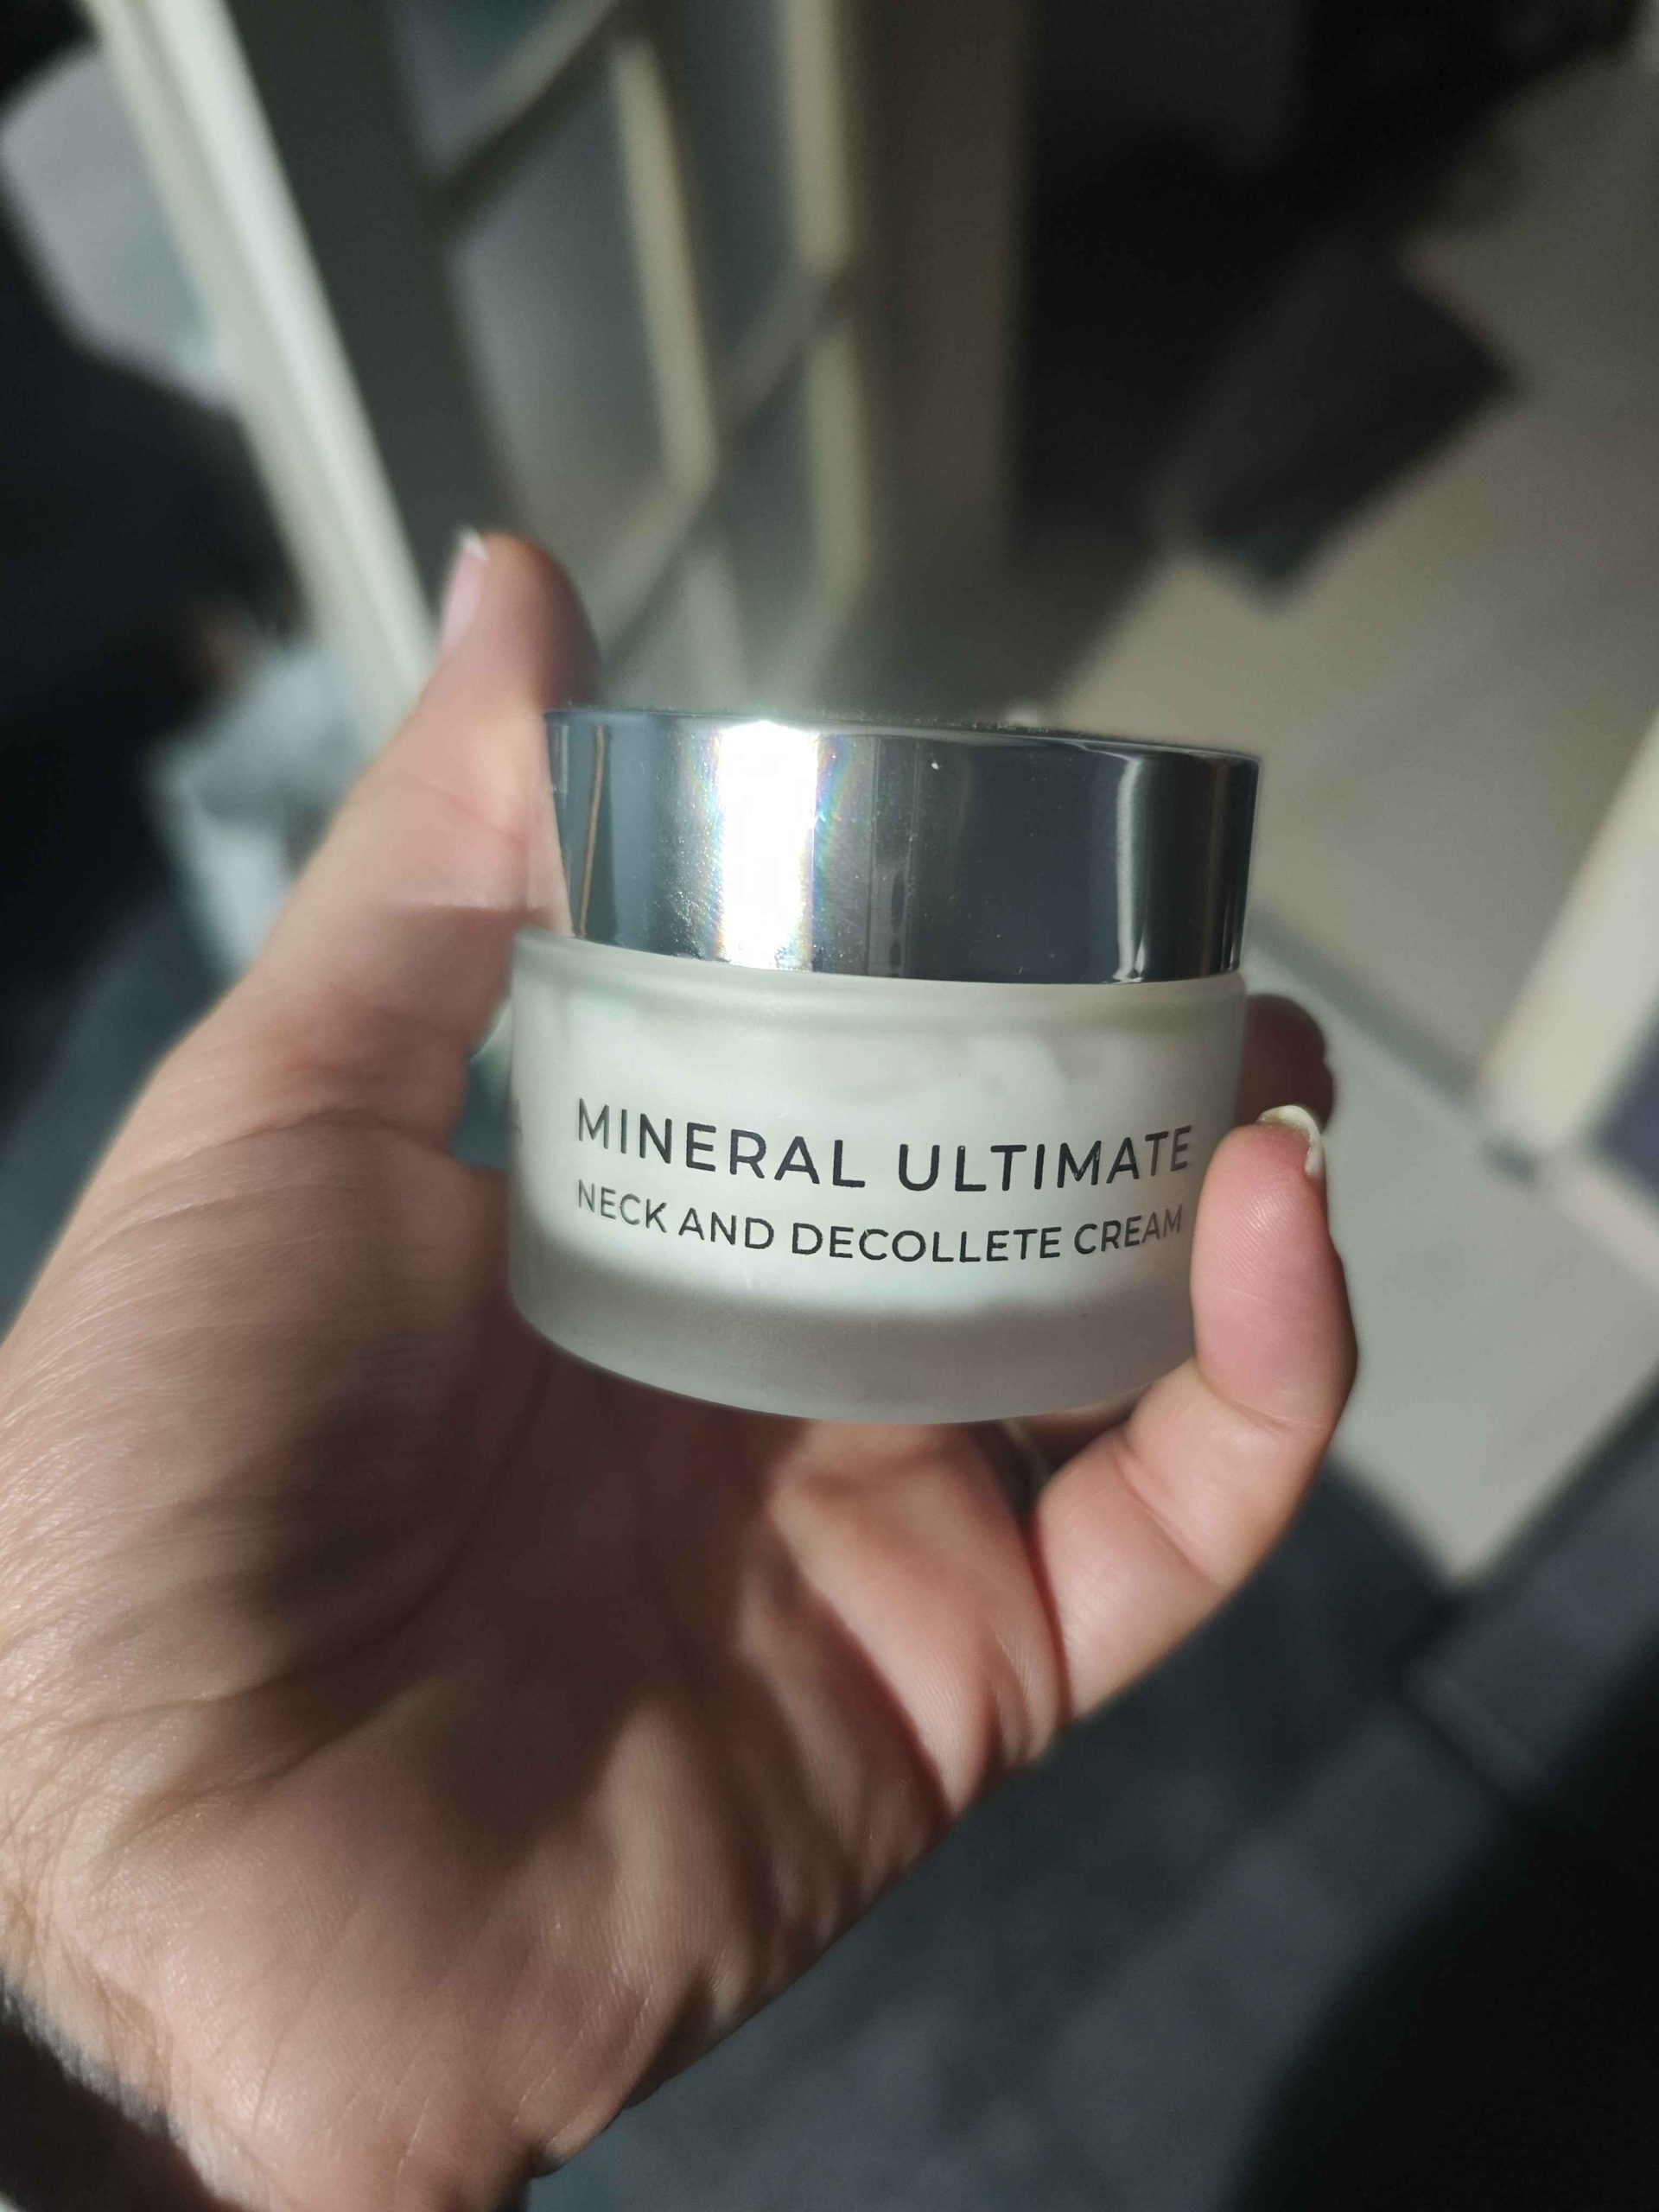 MINERAL ULTIMATE
NECK AND DECOLLETE CREAM